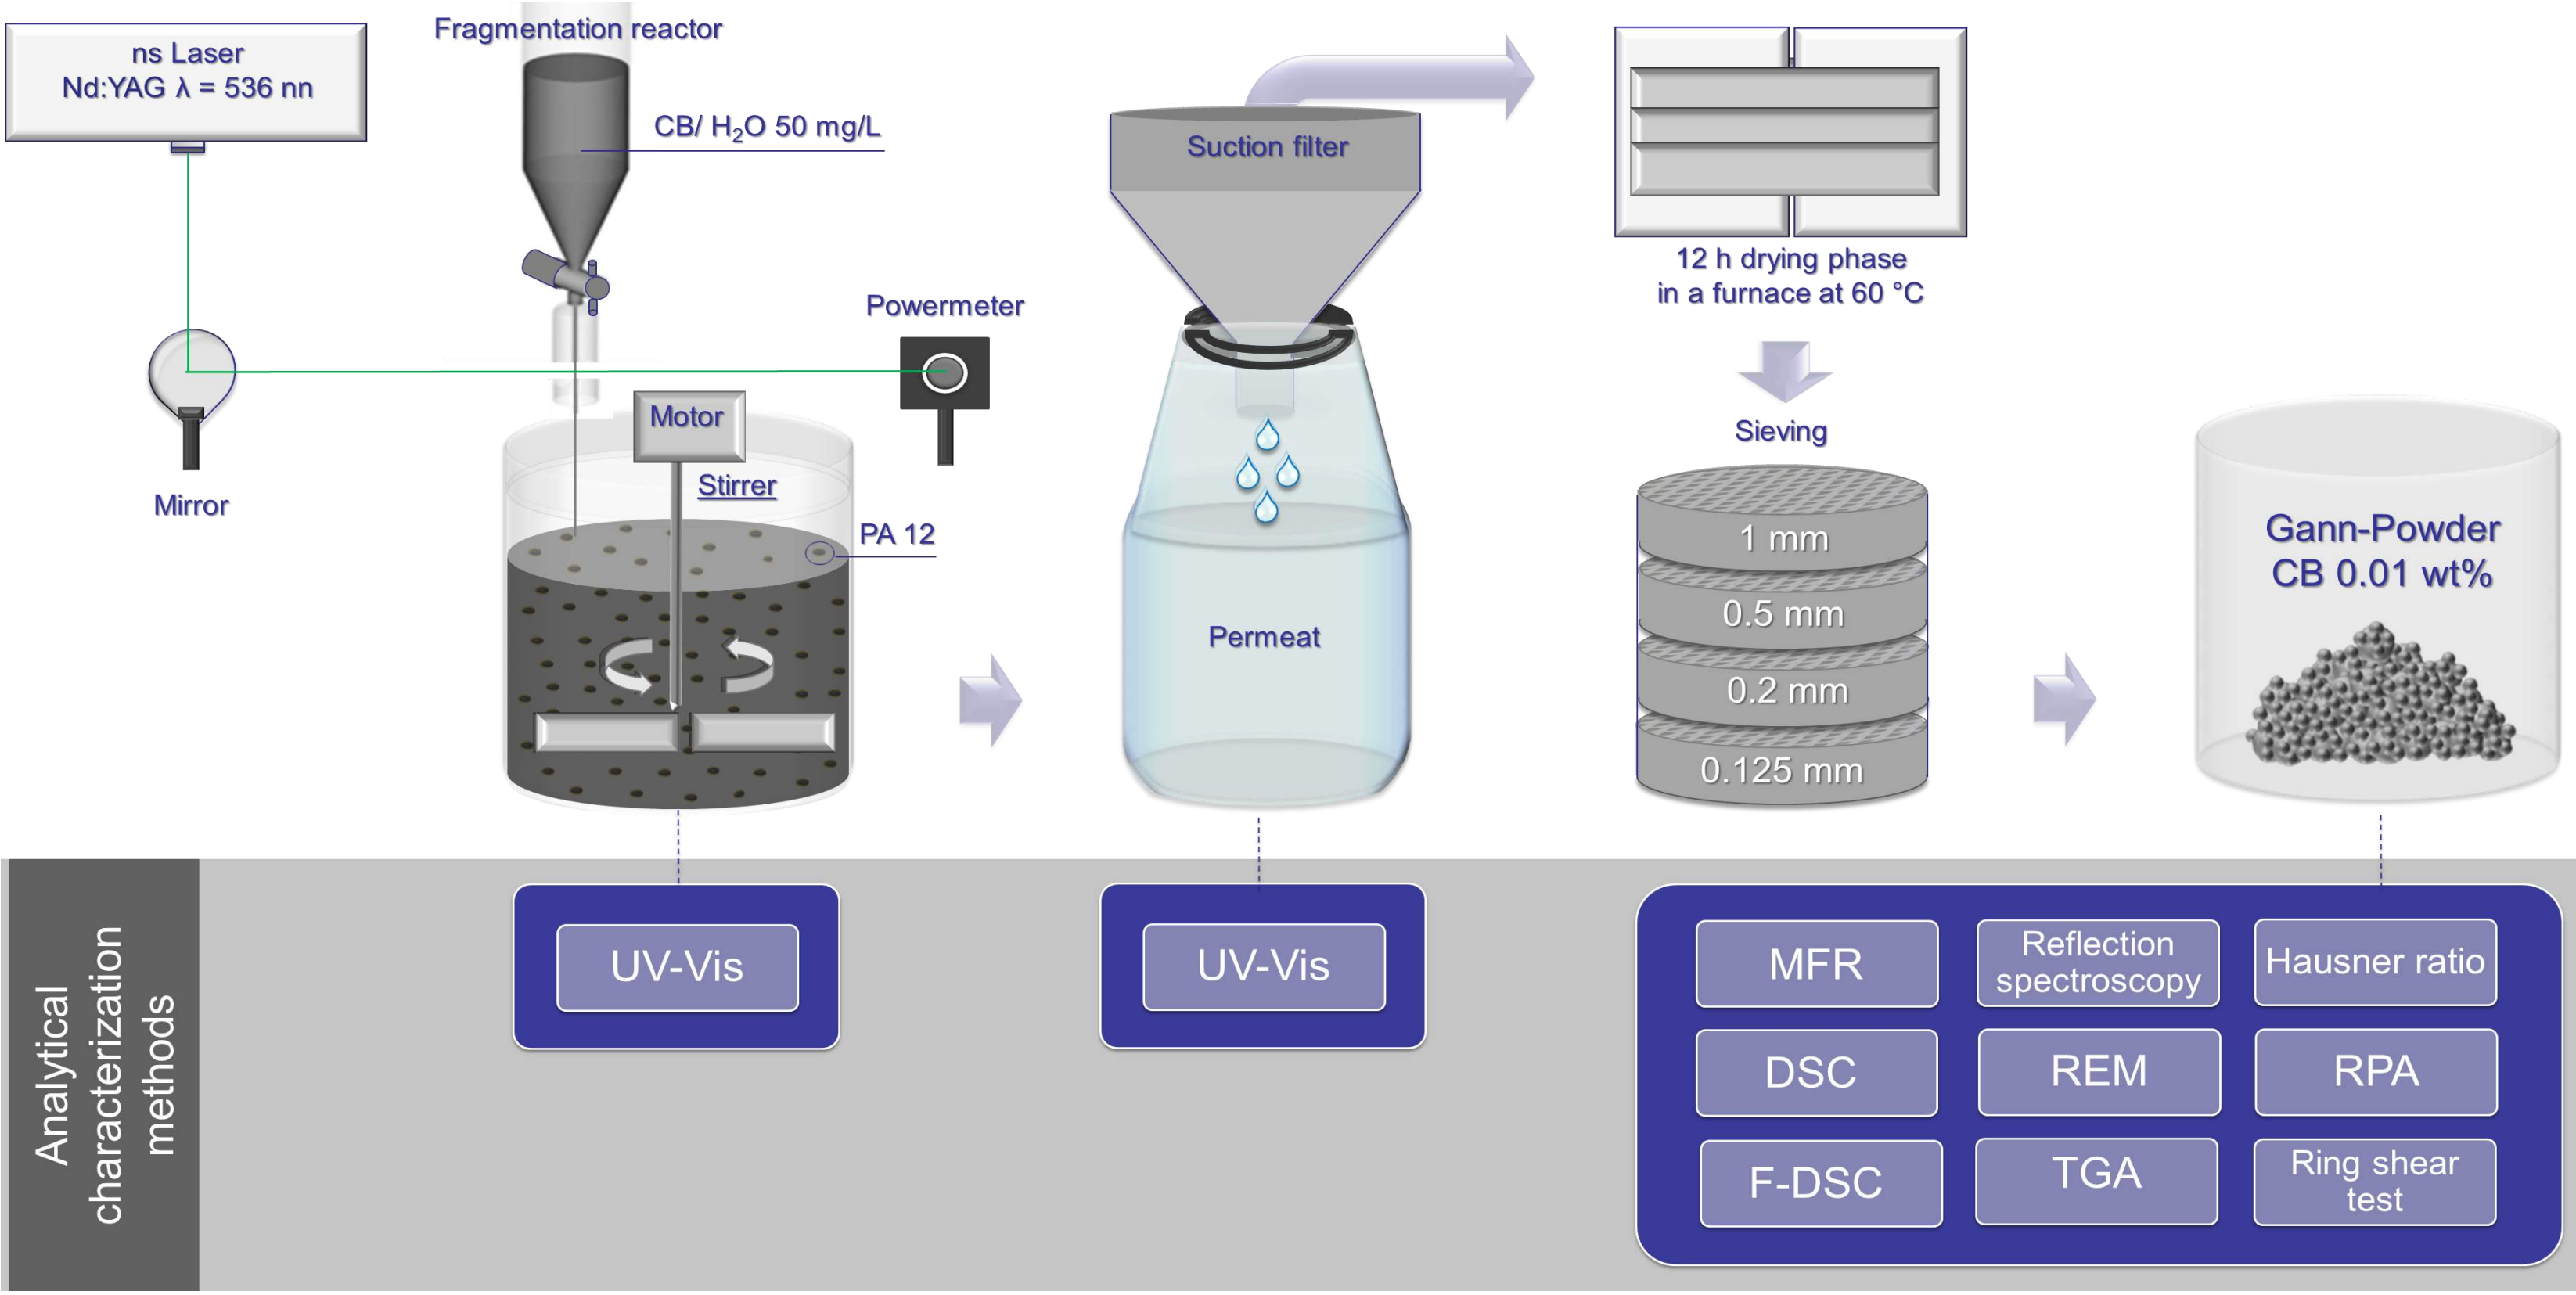 ns Laser
Nd:YAG λ = 536 nn
Fragmentation reactor
CB/ H₂O 50 mg/L
Mirror
Powermeter
Motor
Stirrer
PA 12
Suction filter
Permeat
12 h drying phase
in a furnace at 60 °C
Sieving
1 mm
0.5 mm
0.2 mm
0.125 mm
Gann-Powder
CB 0.01 wt%
Analytical
characterization
methods
UV-Vis
UV-Vis
MFR
Reflection
spectroscopy
Hausner ratio
DSC
REM
RPA
F-DSC
TGA
Ring shear
test